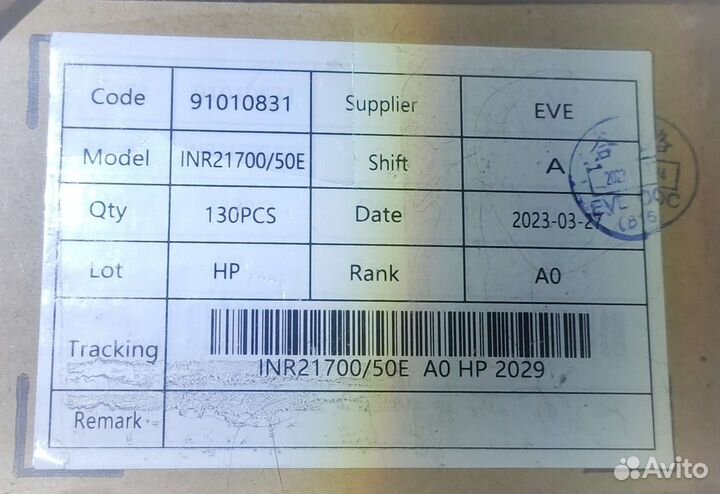 Code 91010831 Supplier EVE
Model INR21700/50E Shift A
Qty 130PCS Date 2023-03-27
Lot HP Rank A0
Tracking
INR21700/50E A0 HP 2029
Remark
2023
Avito